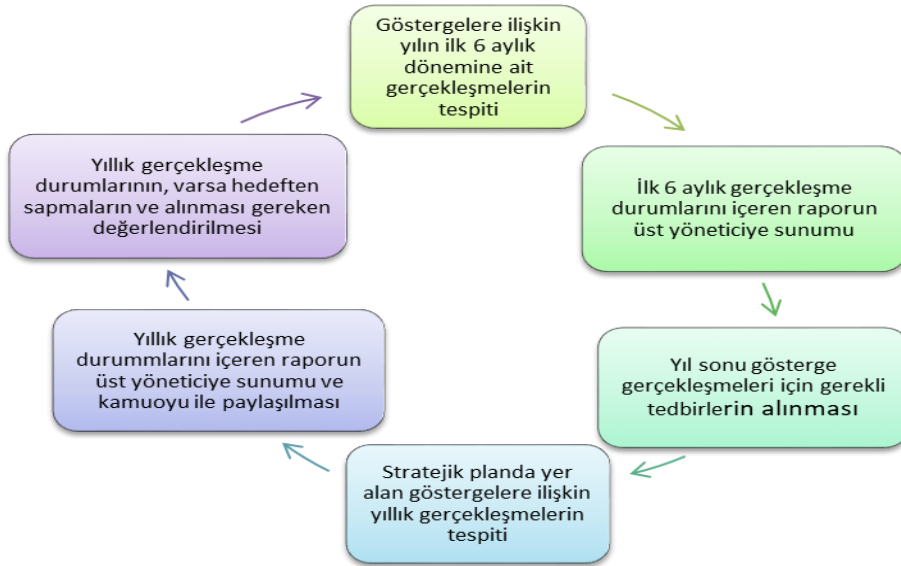 Göstergelere ilişkin
yılın ilk 6 aylık
dönemine ait
gerçekleşmelerin
tespiti
İlk 6 aylık gerçekleşme
durumlarını içeren raporun
üst yöneticiye sunumu
Yıl sonu gösterge
gerçekleşmeleri için gerekli
tedbirlerin alınması
Stratejik planda yer
alan göstergelere ilişkin
yıllık gerçekleşmelerin
tespiti
Yıllık gerçekleşme
durummlarını içeren raporun
üst yöneticiye sunumu ve
kamuoyu ile paylaşılması
Yıllık gerçekleşme
durumlarının, varsa hedeften
sapmaların ve alınması gereken
değerlendirilmesi